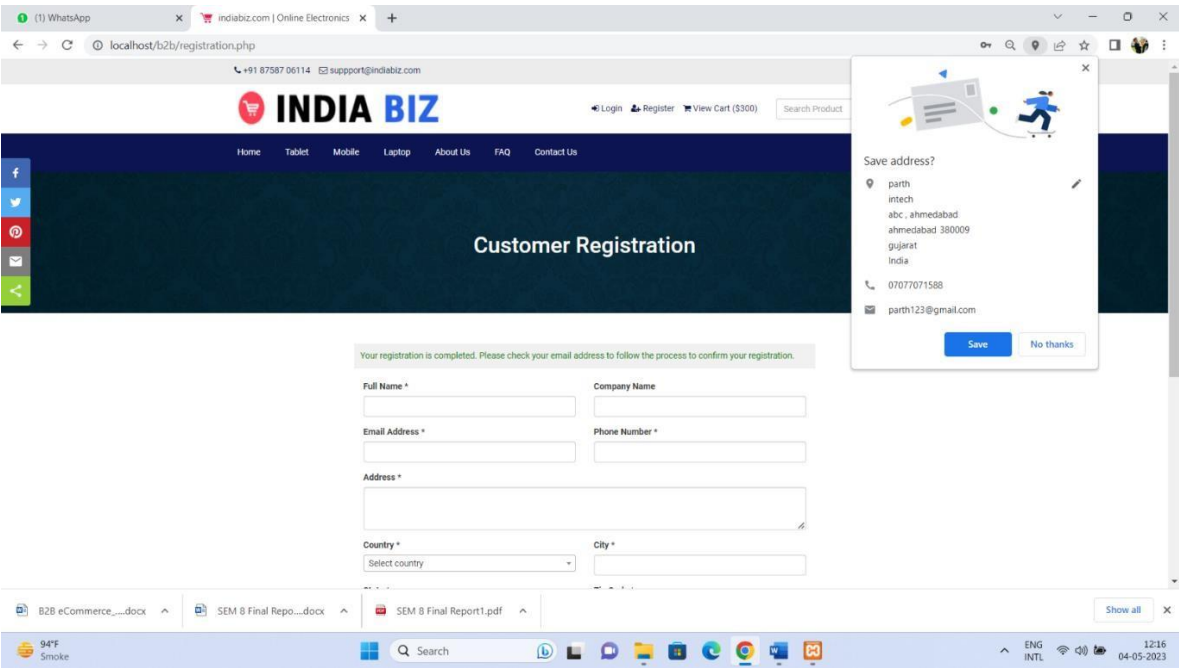 (1) WhatsApp
indiabiz.com | Online Electronics
localhost/b2b/registration.php
+91 87587 06114 suppport@indiabiz.com
INDIA BIZ
Login Register View Cart ($300) Search Product
Home Tablet Mobile Laptop About Us FAQ Contact Us
Customer Registration
Save address?
parth
intech
abc , ahmedabad
ahmedabad 380009
gujarat
India
07077071588
parth123@gmail.com
Save No thanks
Your registration is completed. Please check your email address to follow the process to confirm your registration.
Full Name * Company Name
Email Address * Phone Number *
Address *
Country * City *
Select country
B2B eCommerce_....docx SEM 8 Final Repo....docx SEM 8 Final Report1.pdf Show all
94°F
Smoke
Search
ENG
INTL
12:16
04-05-2023